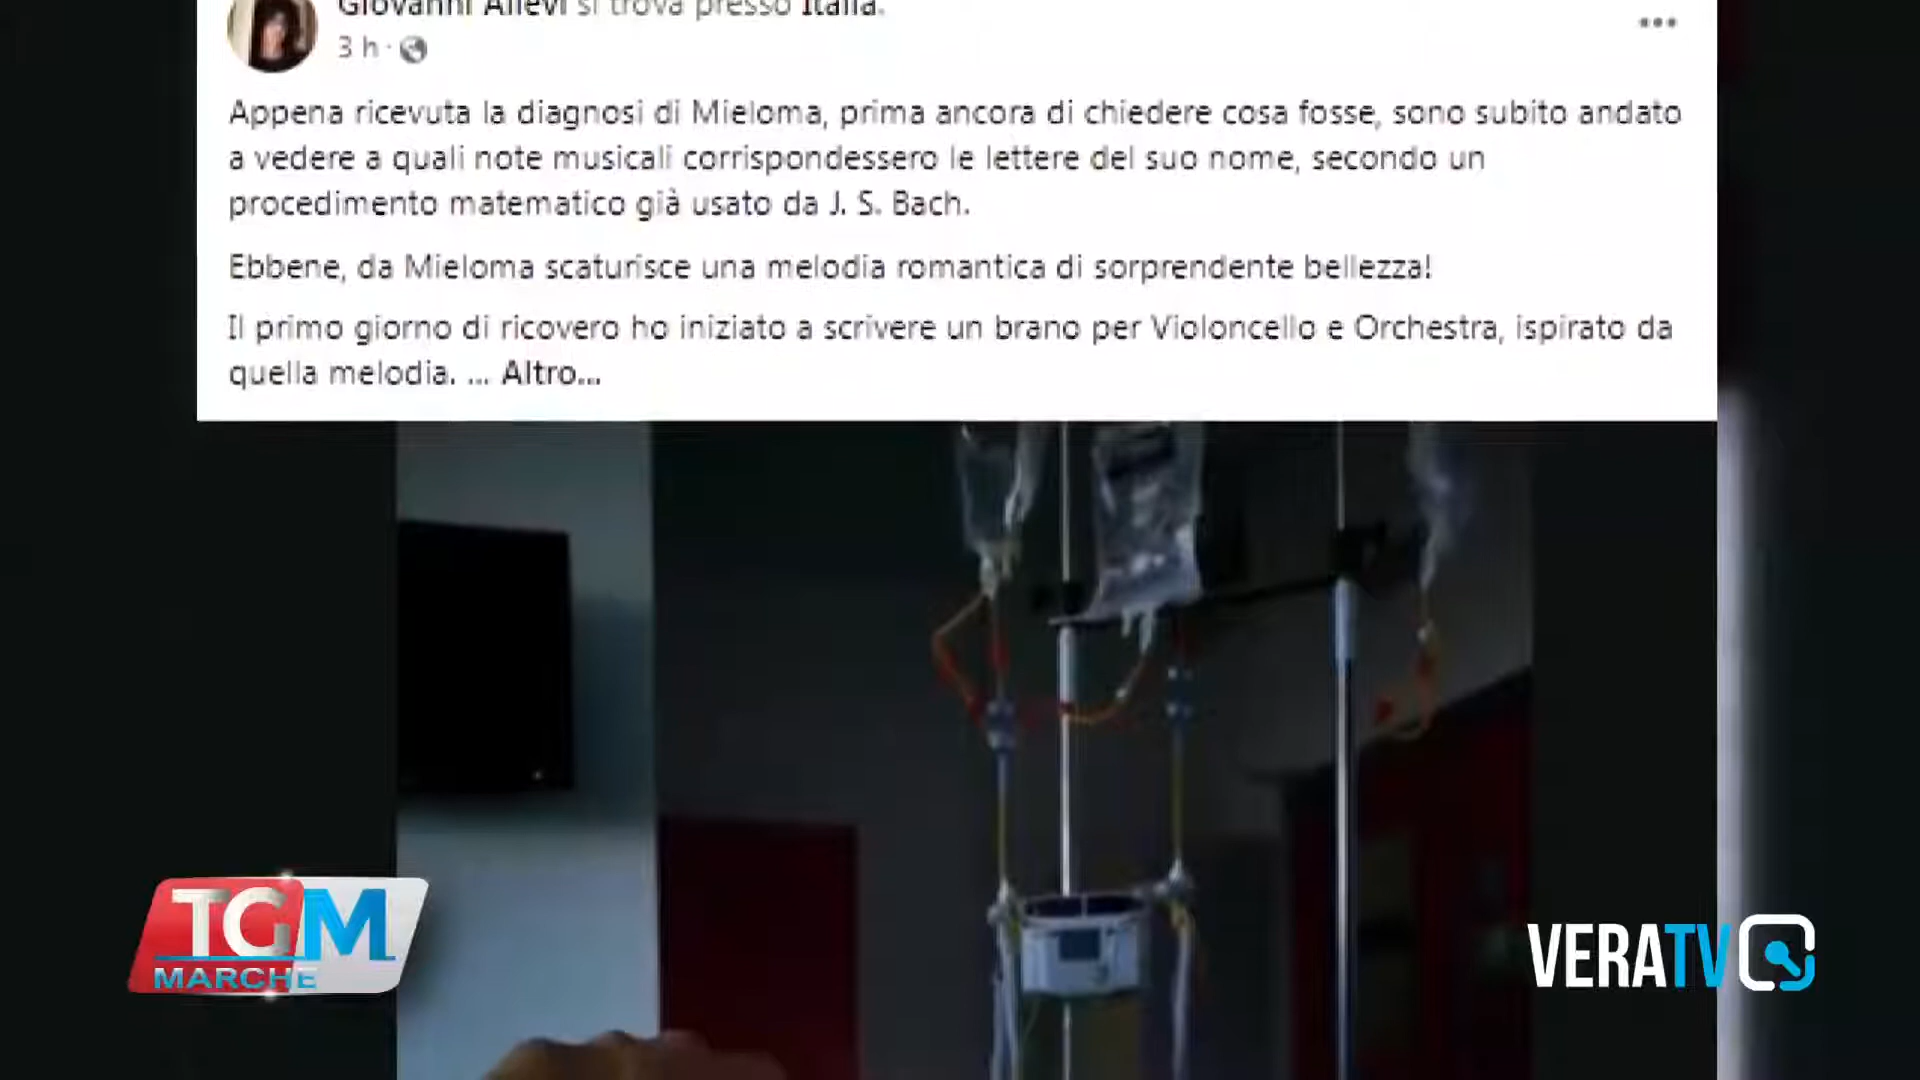 Giovanni Allevi si trova presso Italia.
3 h ·
Appena ricevuta la diagnosi di Mieloma, prima ancora di chiedere cosa fosse, sono subito andato
a vedere a quali note musicali corrispondessero le lettere del suo nome, secondo un
procedimento matematico già usato da J. S. Bach.
Ebbene, da Mieloma scaturisce una melodia romantica di sorprendente bellezza!
Il primo giorno di ricovero ho iniziato a scrivere un brano per Violoncello e Orchestra, ispirato da
quella melodia. ... Altro...
TGM
MARCHE
VERATV